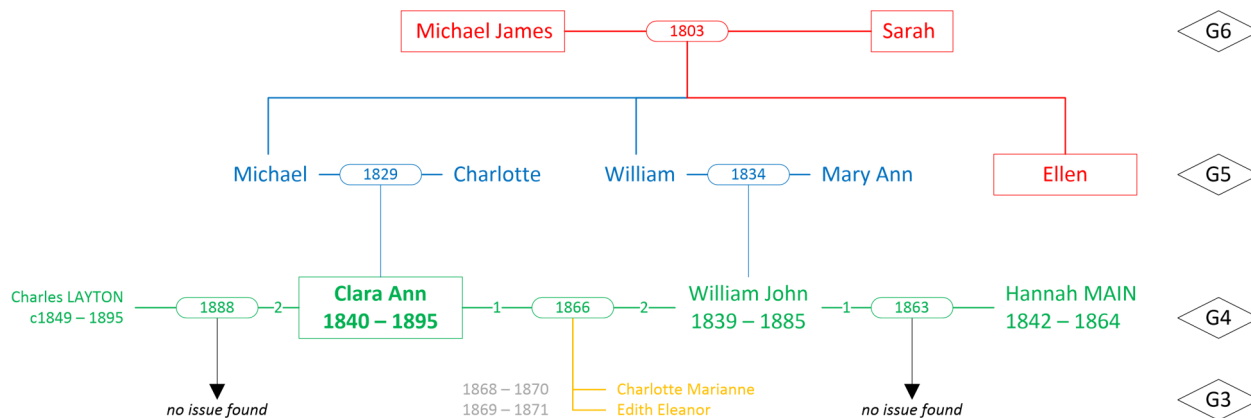 Michael James
1803
Sarah
G6
Michael
1829
Charlotte
William
1834
Mary Ann
Ellen
G5
Charles LAYTON
c1849 – 1895
1888
2
Clara Ann
1840 – 1895
1
1866
2
William John
1839 – 1885
1
1863
Hannah MAIN
1842 – 1864
G4
no issue found
1868 – 1870
Charlotte Marianne
1869 – 1871
Edith Eleanor
no issue found
G3